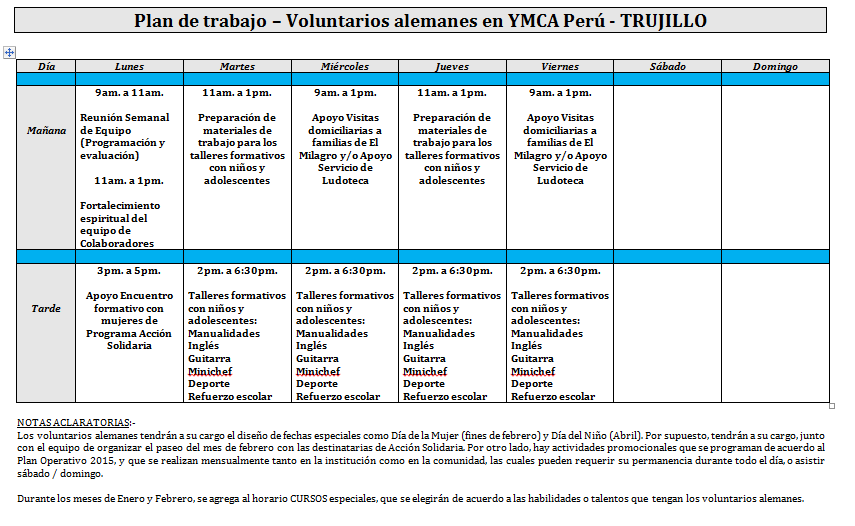 Plan de trabajo – Voluntarios alemanes en YMCA Perú - TRUJILLO
Día Lunes Martes Miércoles Jueves Viernes Sábado Domingo
Mañana
9am. a 11am.
Reunión Semanal
de Equipo
(Programación y
evaluación)
11am. a 1pm.
Fortalecimiento
espiritual del
equipo de
Colaboradores
11am. a 1pm.
Preparación de
materiales de
trabajo para los
talleres formativos
con niños y
adolescentes
9am. a 1pm.
Apoyo Visitas
domiciliarias a
familias de El
Milagro y/o Apoyo
Servicio de
Ludoteca
11am. a 1pm.
Preparación de
materiales de
trabajo para los
talleres formativos
con niños y
adolescentes
9am. a 1pm.
Apoyo Visitas
domiciliarias a
familias de El
Milagro y/o Apoyo
Servicio de
Ludoteca
Tarde
3pm. a 5pm.
Apoyo Encuentro
formativo con
mujeres de
Programa Acción
Solidaria
2pm. a 6:30pm.
Talleres formativos
con niños y
adolescentes:
Manualidades
Inglés
Guitarra
Minichef
Deporte
Refuerzo escolar
2pm. a 6:30pm.
Talleres formativos
con niños y
adolescentes:
Manualidades
Inglés
Guitarra
Minichef
Deporte
Refuerzo escolar
2pm. a 6:30pm.
Talleres formativos
con niños y
adolescentes:
Manualidades
Inglés
Guitarra
Minichef
Deporte
Refuerzo escolar
2pm. a 6:30pm.
Talleres formativos
con niños y
adolescentes:
Manualidades
Inglés
Guitarra
Minichef
Deporte
Refuerzo escolar
NOTAS ACLARATORIAS:-
Los voluntarios alemanes tendrán a su cargo el diseño de fechas especiales como Día de la Mujer (fines de febrero) y Día del Niño (Abril). Por supuesto, tendrán a su cargo, junto
con el equipo de organizar el paseo del mes de febrero con las destinatarias de Acción Solidaria. Por otro lado, hay actividades promocionales que se programan de acuerdo al
Plan Operativo 2015, y que se realizan mensualmente tanto en la institución como en la comunidad, las cuales pueden requerir su permanencia durante todo el día, o asistir
sábado / domingo.
Durante los meses de Enero y Febrero, se agrega al horario CURSOS especiales, que se elegirán de acuerdo a las habilidades o talentos que tengan los voluntarios alemanes.